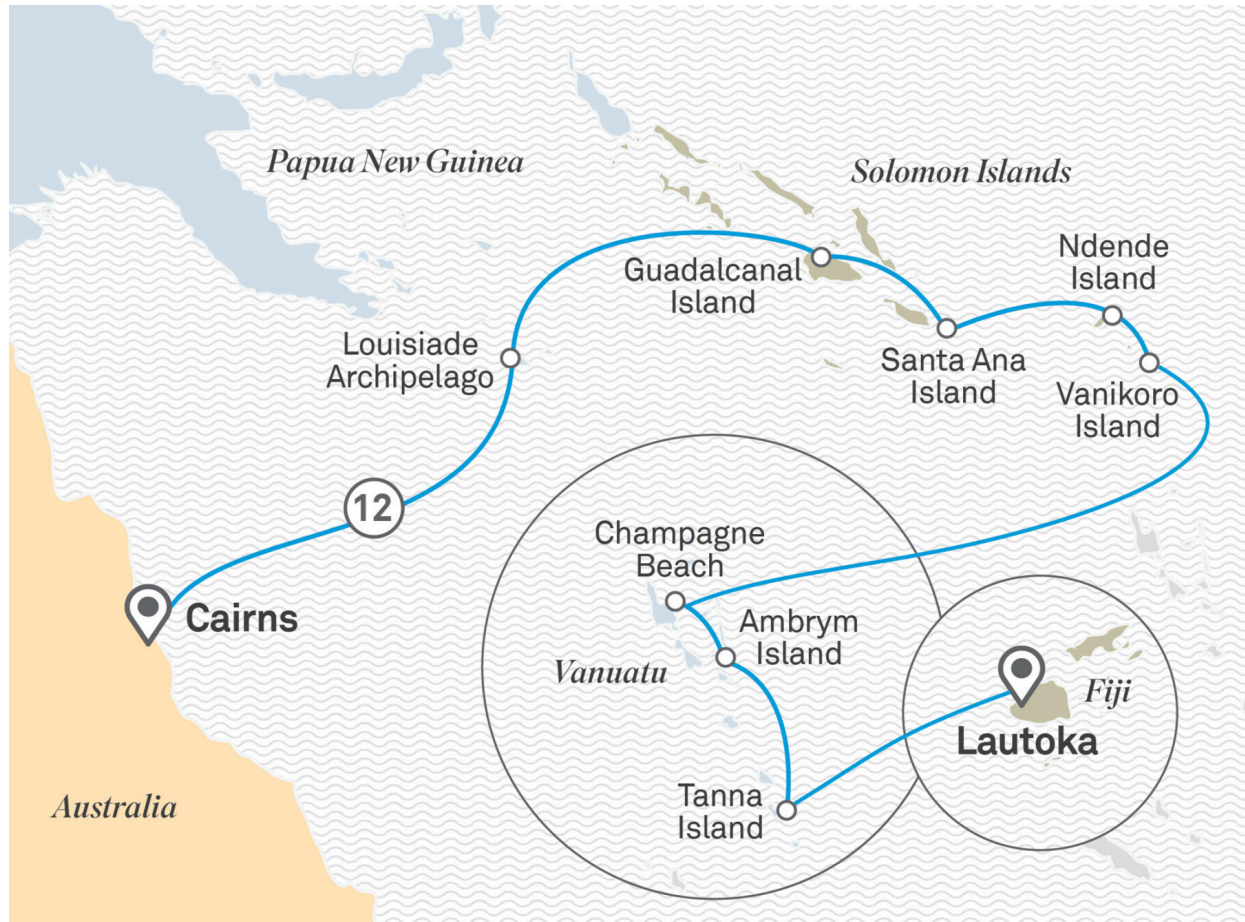 Papua New Guinea
Solomon Islands
Ndende
Island
Guadalcanal
Island
Louisiade
Archipelago
Santa Ana
Island
Vanikoro
Island
12
Champagne
Beach
Cairns
Ambrym
Island
Vanuatu
Fiji
Lautoka
Tanna
Island
Australia